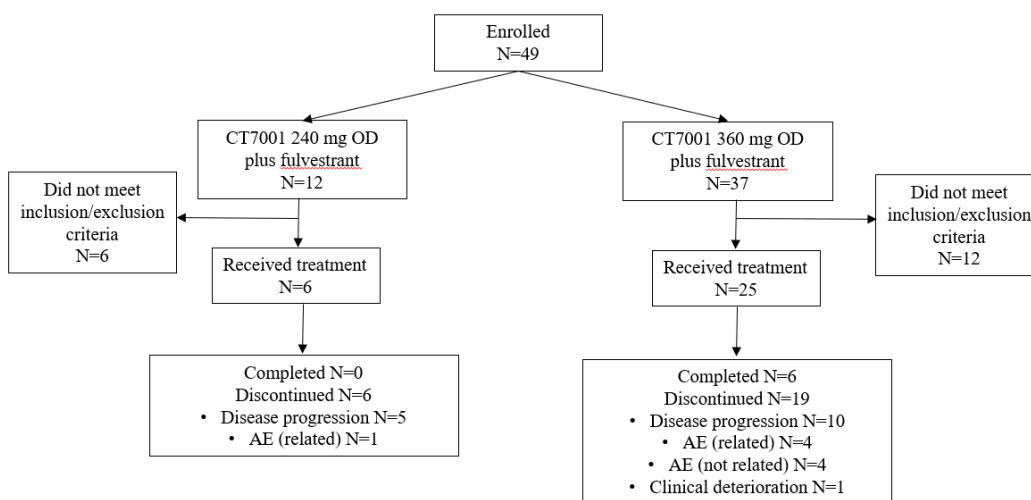 Enrolled
N=49
CT7001 240 mg OD
plus fulvestrant
N=12
CT7001 360 mg OD
plus fulvestrant
N=37
Did not meet
inclusion/exclusion
criteria
N=6
Did not meet
inclusion/exclusion
criteria
N=12
Received treatment
N=6
Received treatment
N=25
Completed N=0
Discontinued N=6
• Disease progression N=5
• AE (related) N=1
Completed N=6
Discontinued N=19
• Disease progression N=10
• AE (related) N=4
• AE (not related) N=4
• Clinical deterioration N=1